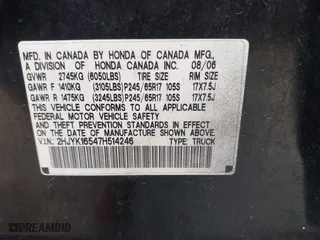 MFD. IN CANADA BY HONDA OF CANADA MFG.,
A DIVISION OF HONDA CANADA INC. 08/06
GVWR 2745KG (6050LBS) TIRE SIZE RIM SIZE
GAWR F 1410KG (3105LBS) P245/65R17 105S 17X7.5J
GAWR R 1475KG (3245LBS) P245/65R17 105S 17X7.5J
THIS VEHICLE CONFORMS TO ALL APPLICABLE
FEDERAL MOTOR VEHICLE SAFETY STANDARDS IN
EFFECT ON THE DATE OF MANUFACTURE SHOWN ABOVE.
V.I.N.: 2HJYK16547H514246 TYPE: TRUCK
DREAMBID